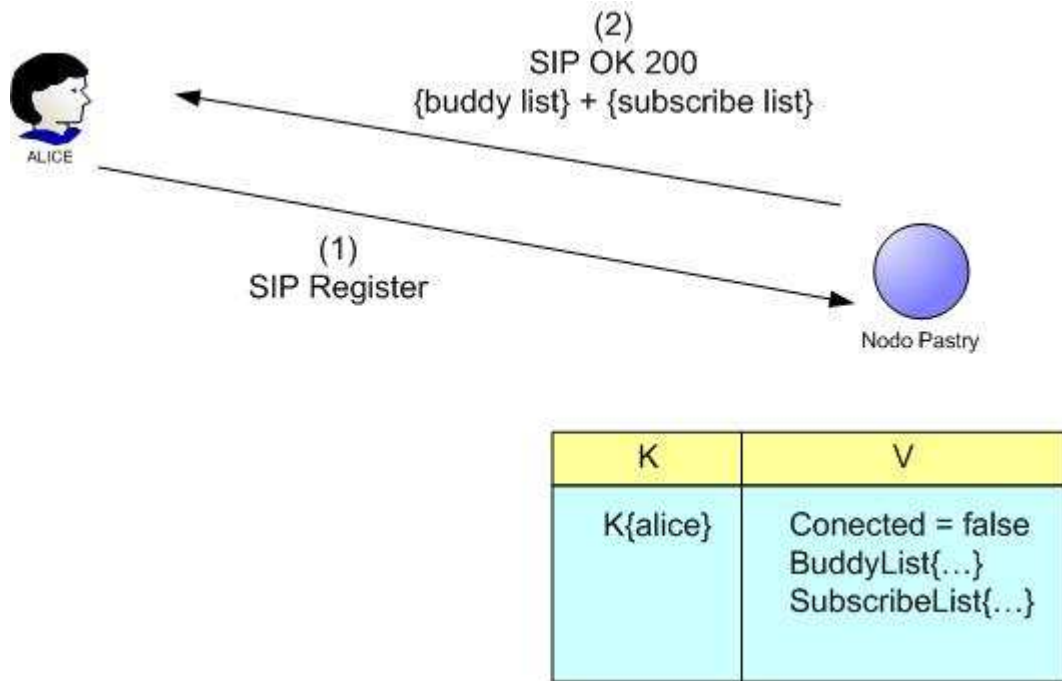 (2)
SIP OK 200
{buddy list} + {subscribe list}
ALICE
(1)
SIP Register
Nodo Pastry
K
V
K{alice}
Conected = false
BuddyList{…}
SubscribeList{…}